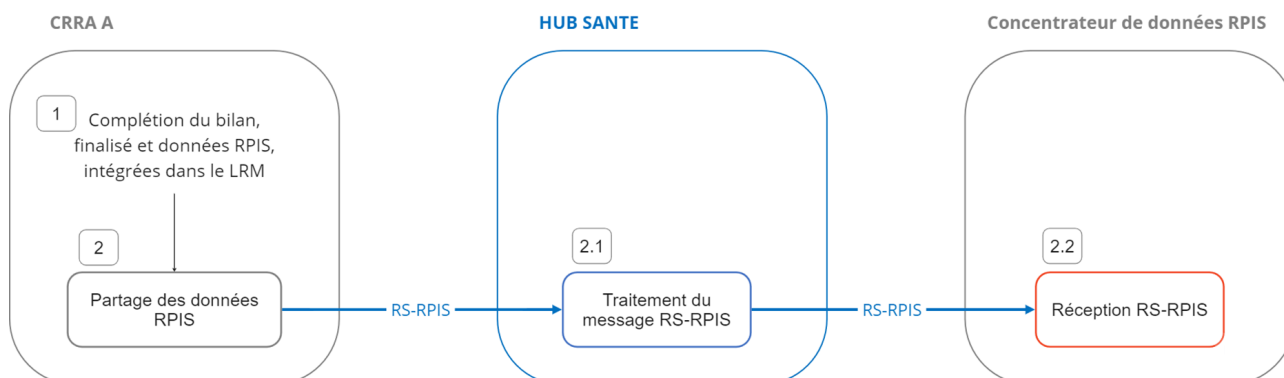 CRRA A
HUB SANTE
Concentrateur de données RPIS
1
Complétion du bilan,
finalisé et données RPIS,
intégrées dans le LRM
2
2.1
2.2
Partage des données
RPIS
RS-RPIS
Traitement du
message RS-RPIS
RS-RPIS
Réception RS-RPIS